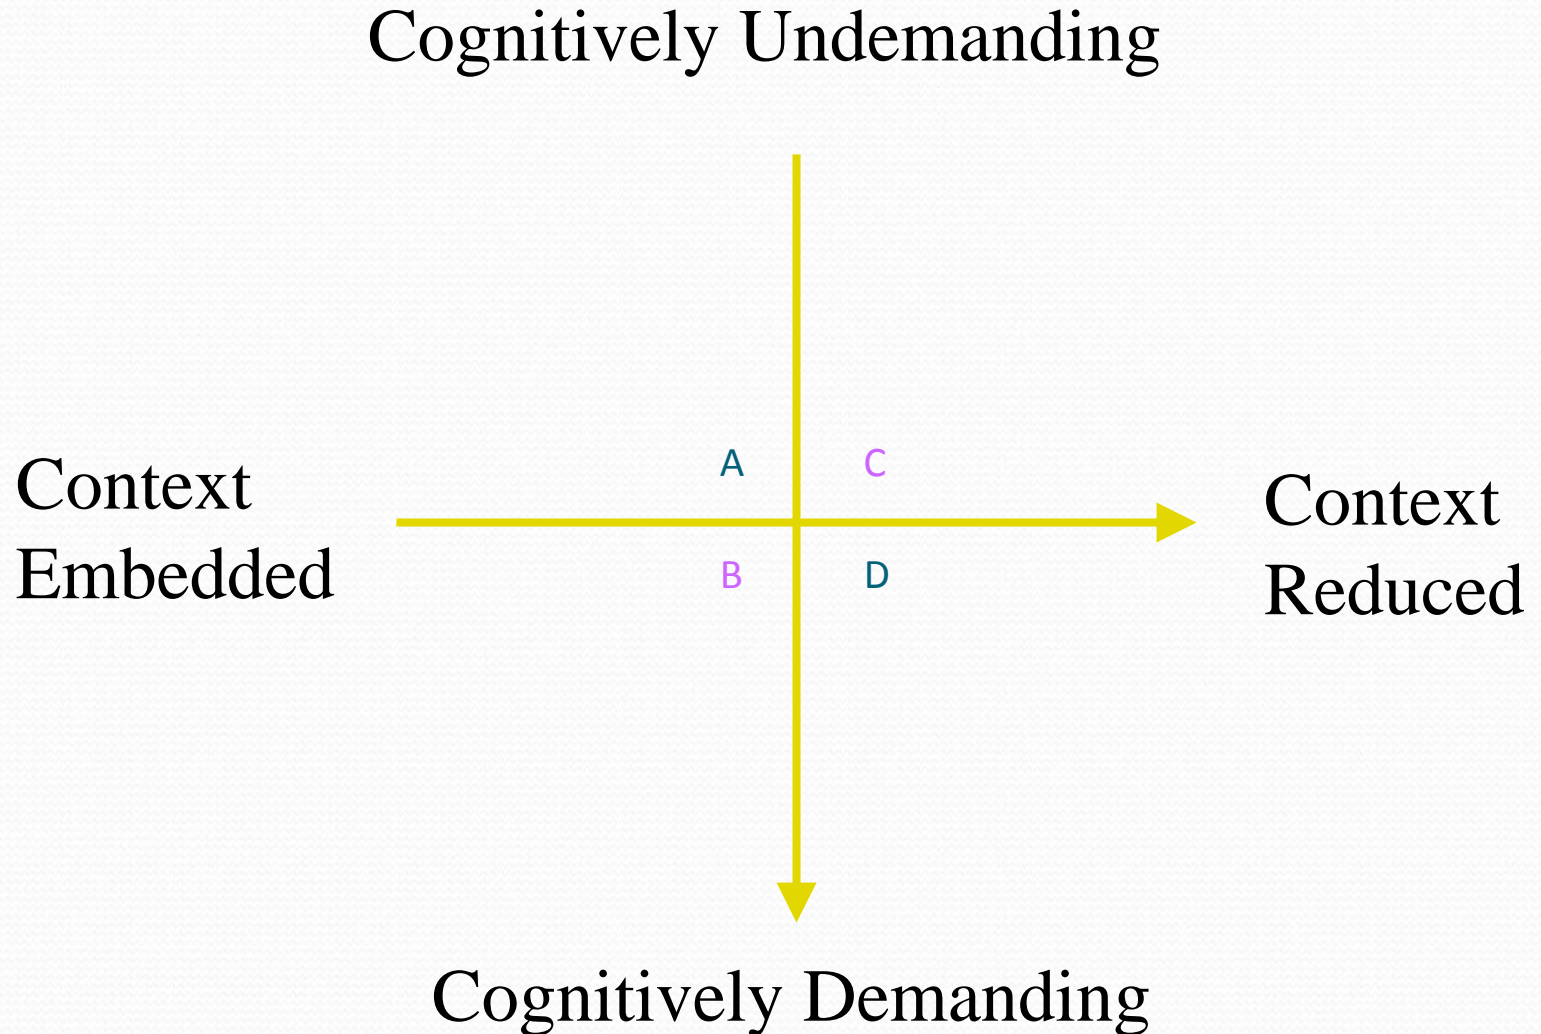 Cognitively Undemanding
A
C
Context
Embedded
Context
Reduced
B
D
Cognitively Demanding